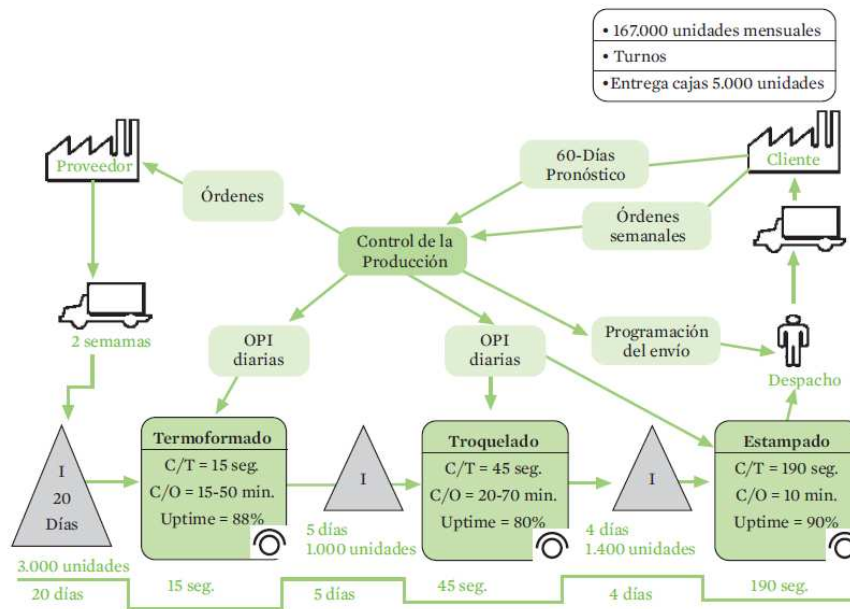 • 167.000 unidades mensuales
• Turnos
• Entrega cajas 5.000 unidades
Proveedor
Cliente
60-Días
Pronóstico
Órdenes
Órdenes
semanales
Control de la
Producción
2 semamas
OPI
diarias
OPI
diarias
Programación
del envío
Despacho
I
20
Días
Termoformado
C/T = 15 seg.
C/O = 15-50 min.
Uptime = 88%
I
Troquelado
C/T = 45 seg.
C/O = 20-70 min.
Uptime = 80%
I
Estampado
C/T = 190 seg.
C/O = 10 min.
Uptime = 90%
3.000 unidades
5 días
1.000 unidades
4 días
1.400 unidades
20 días
15 seg.
5 días
45 seg.
4 días
190 seg.